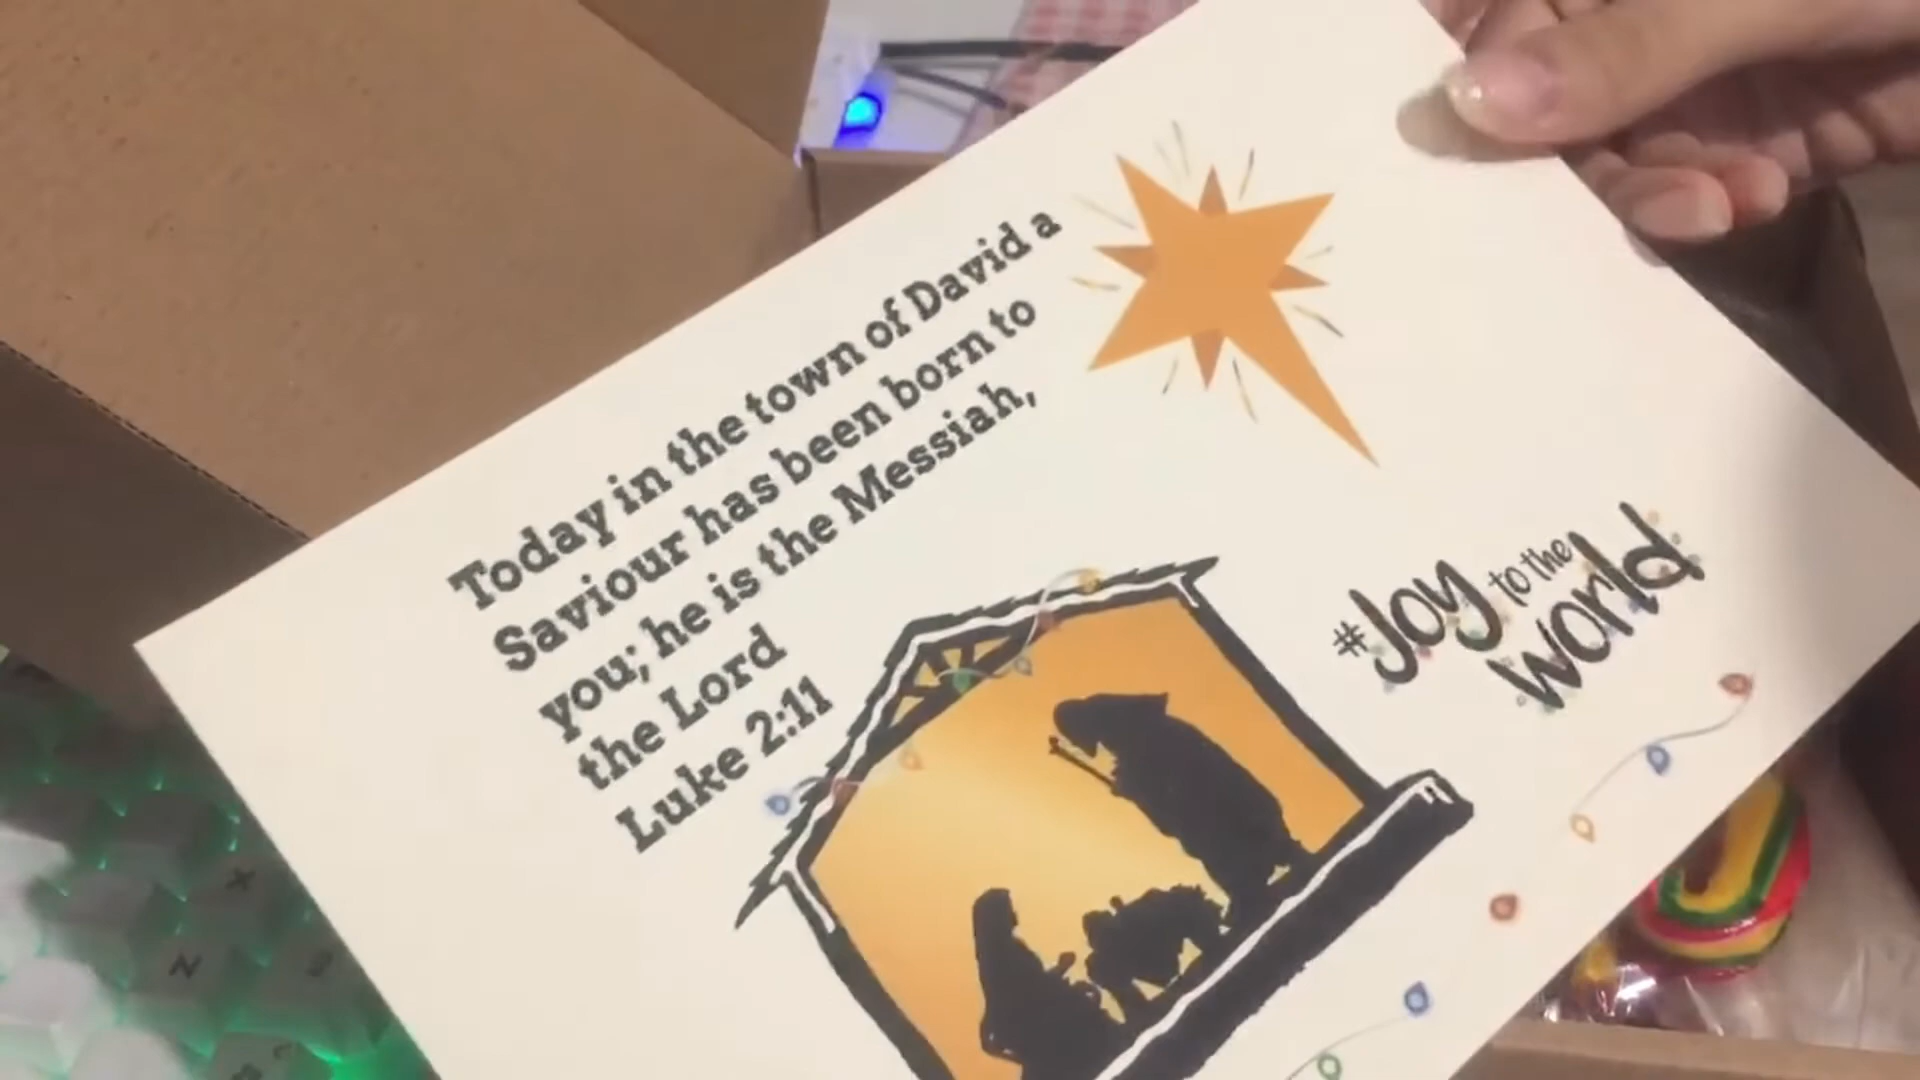 Today in the town of David a
Saviour has been born to
you; he is the Messiah,
the Lord
Luke 2:11
#Joy to the
world
X
N